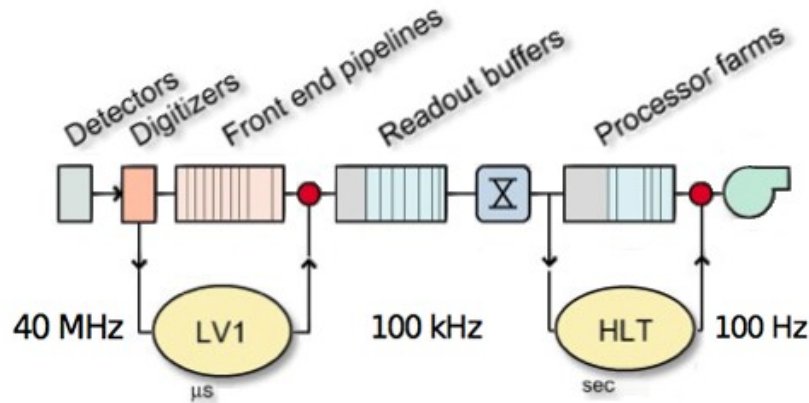 Detectors
Digitizers
Front end pipelines
Readout buffers
Processor farms
40 MHz
LV1
100 kHz
HLT
100 Hz
µs
sec